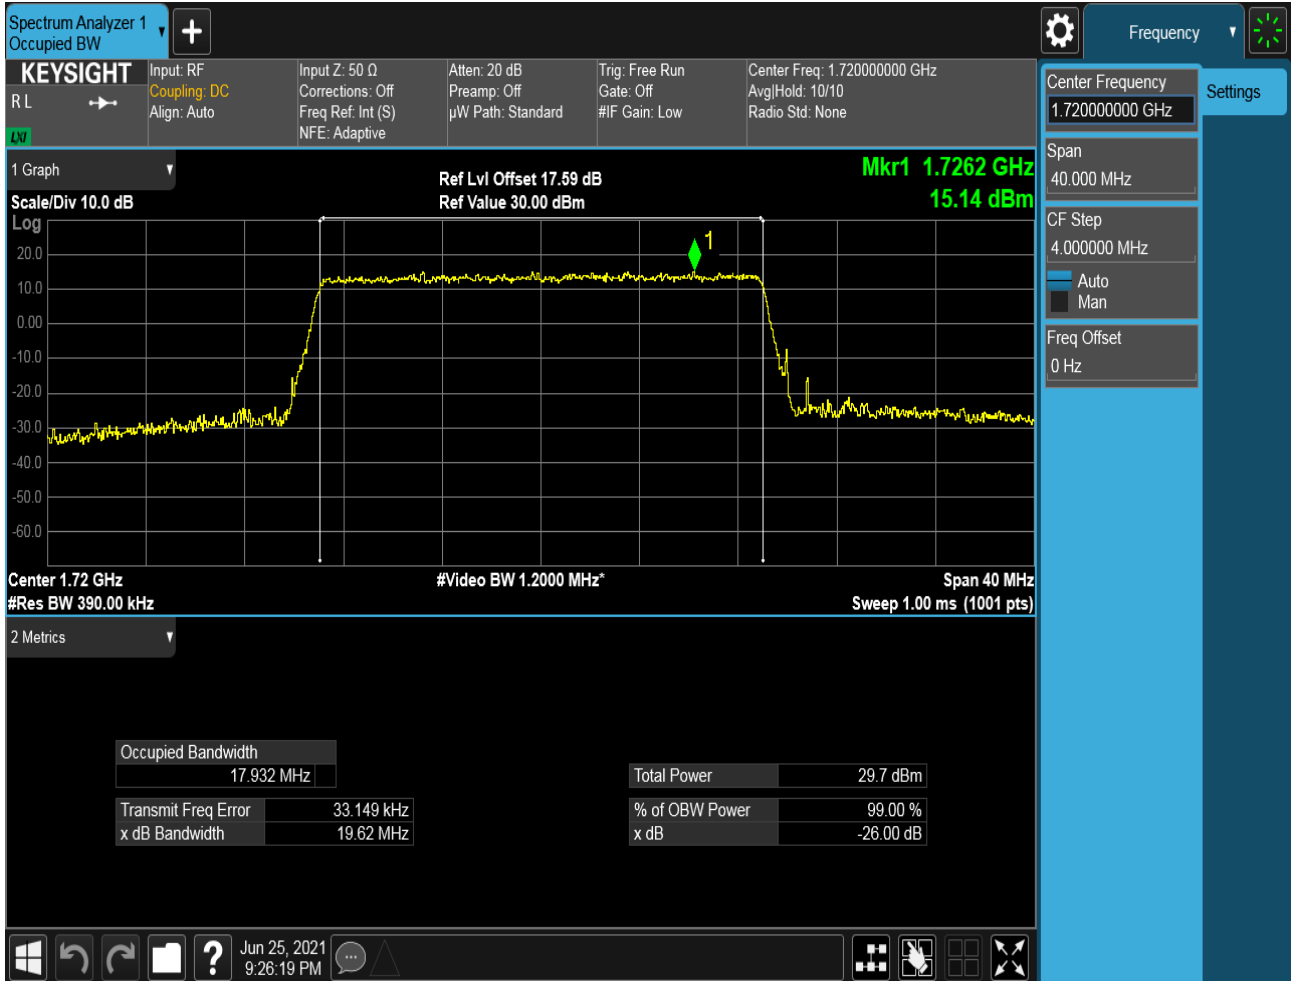 Spectrum Analyzer 1
Occupied BW
Frequency
KEYSIGHT
R L
LXI
Input: RF
Coupling: DC
Align: Auto
Input Z: 50 Ω
Corrections: Off
Freq Ref: Int (S)
NFE: Adaptive
Atten: 20 dB
Preamp: Off
µW Path: Standard
Trig: Free Run
Gate: Off
#IF Gain: Low
Center Freq: 1.720000000 GHz
Avg|Hold: 10/10
Radio Std: None
Center Frequency
1.720000000 GHz
Settings
Span
40.000 MHz
CF Step
4.000000 MHz
Auto
Man
Freq Offset
0 Hz
1 Graph
Scale/Div 10.0 dB
Ref Lvl Offset 17.59 dB
Ref Value 30.00 dBm
Mkr1 1.7262 GHz
15.14 dBm
Log
1
20.0
10.0
0.00
-10.0
-20.0
-30.0
-40.0
-50.0
-60.0
Center 1.72 GHz
#Res BW 390.00 kHz
#Video BW 1.2000 MHz*
Span 40 MHz
Sweep 1.00 ms (1001 pts)
2 Metrics
Occupied Bandwidth
17.932 MHz
Transmit Freq Error 33.149 kHz
x dB Bandwidth 19.62 MHz
Total Power 29.7 dBm
% of OBW Power 99.00 %
x dB -26.00 dB
?
Jun 25, 2021
9:26:19 PM